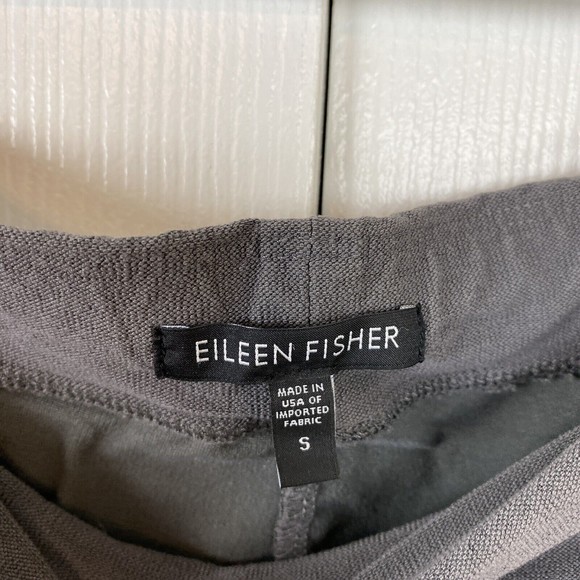 EILEEN FISHER
MADE IN
USA OF
IMPORTED
FABRIC
S